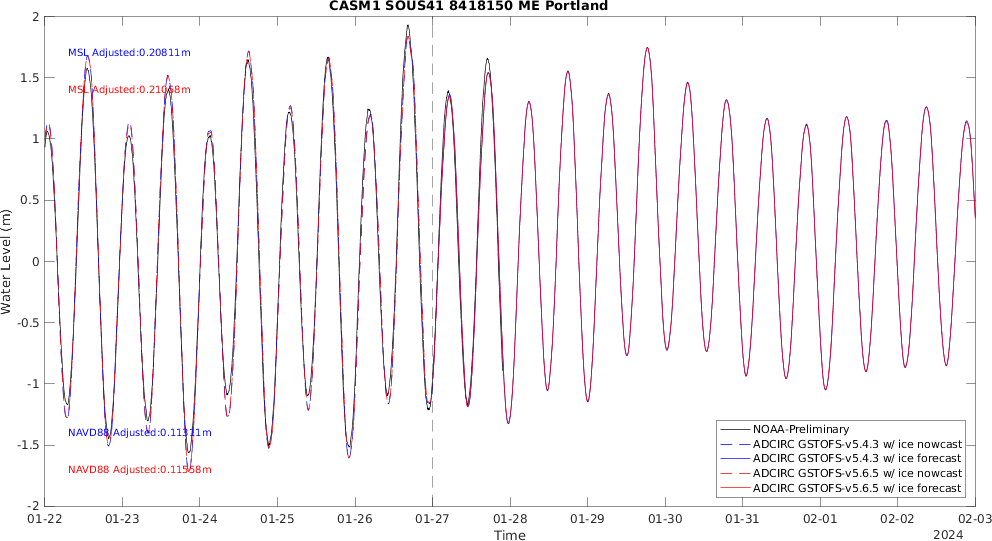 CASM1 SOUS41 8418150 ME Portland
2
1.5
1
0.5
0
-0.5
-1
-1.5
-2
Water Level (m)
MSL Adjusted:0.20811m
MSL Adjusted:0.21068m
NAVD88 Adjusted:0.11311m
NAVD88 Adjusted:0.11568m
NOAA-Preliminary
ADCIRC GSTOFS-v5.4.3 w/ ice nowcast
ADCIRC GSTOFS-v5.4.3 w/ ice forecast
ADCIRC GSTOFS-v5.6.5 w/ ice nowcast
ADCIRC GSTOFS-v5.6.5 w/ ice forecast
01-22 01-23 01-24 01-25 01-26 01-27 01-28 01-29 01-30 01-31 02-01 02-02 02-03
Time
2024